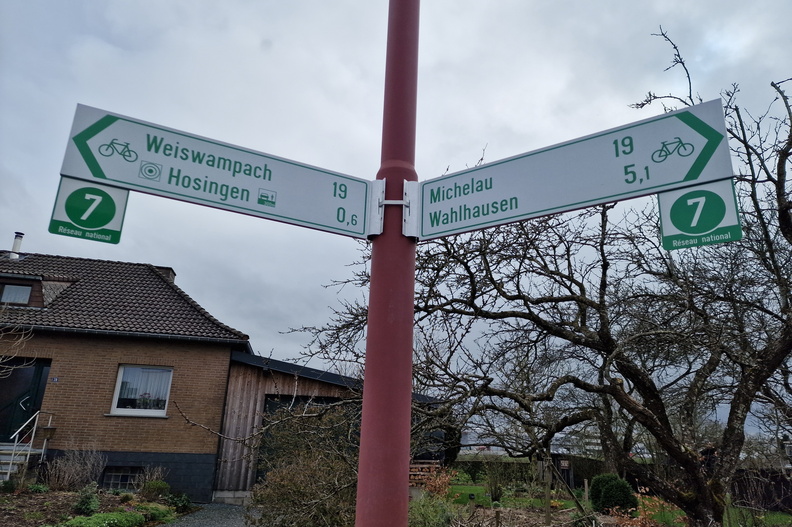 Weiswampach 19
Hosingen 0,6
7
Réseau national
Michelau 19
Wahlhausen 5,1
7
Réseau national